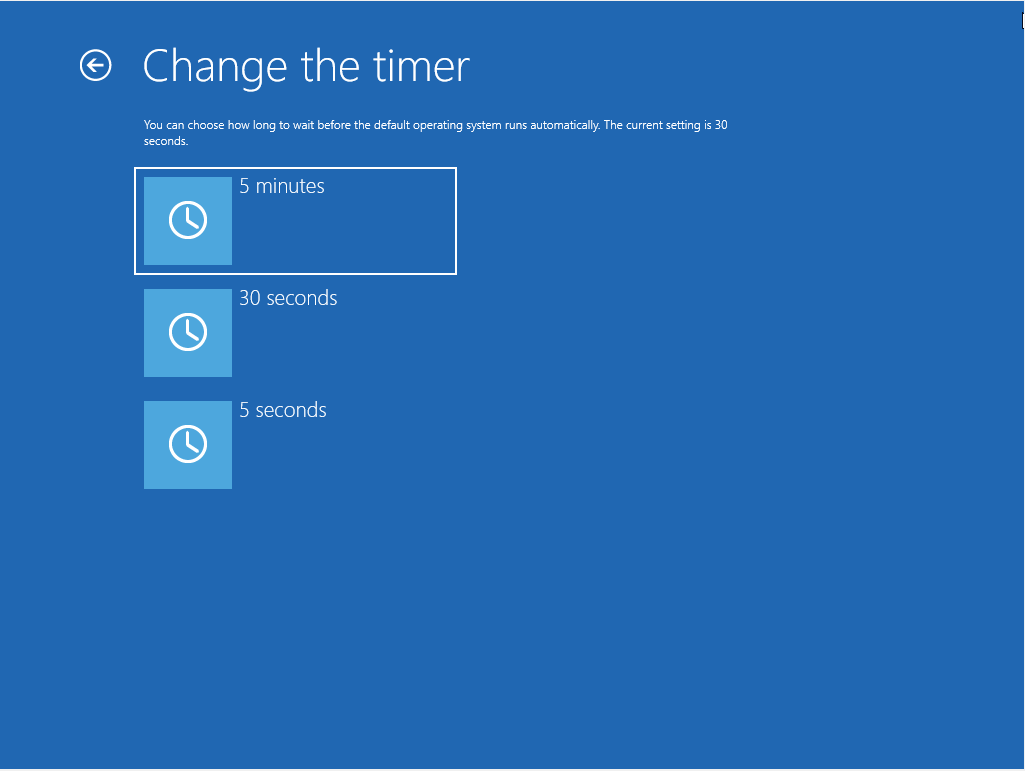 Change the timer
You can choose how long to wait before the default operating system runs automatically. The current setting is 30
seconds.
5 minutes
30 seconds
5 seconds